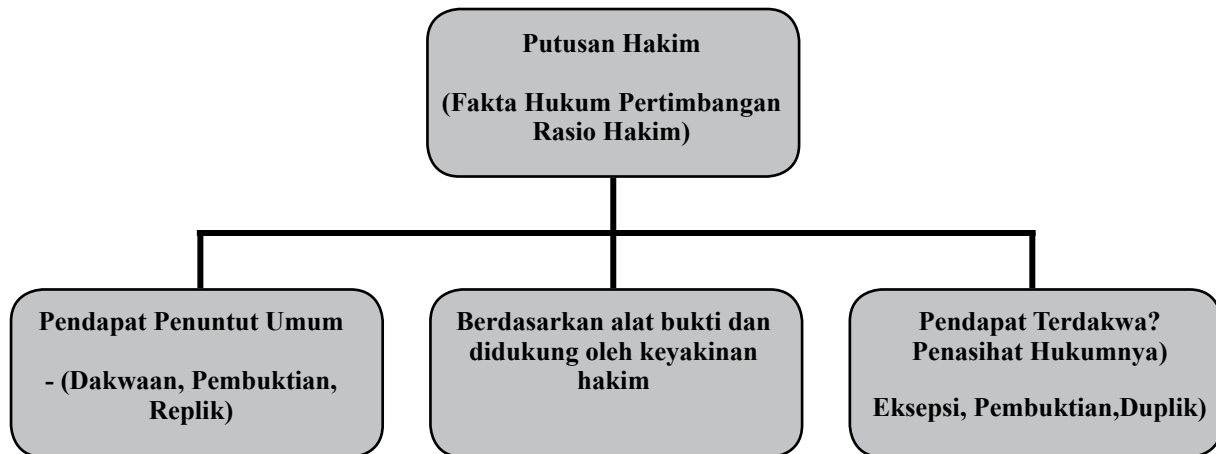 Putusan Hakim
(Fakta Hukum Pertimbangan
Rasio Hakim)
Pendapat Penuntut Umum
- (Dakwaan, Pembuktian,
Replik)
Berdasarkan alat bukti dan
didukung oleh keyakinan
hakim
Pendapat Terdakwa?
Penasihat Hukumnya)
Eksepsi, Pembuktian,Duplik)